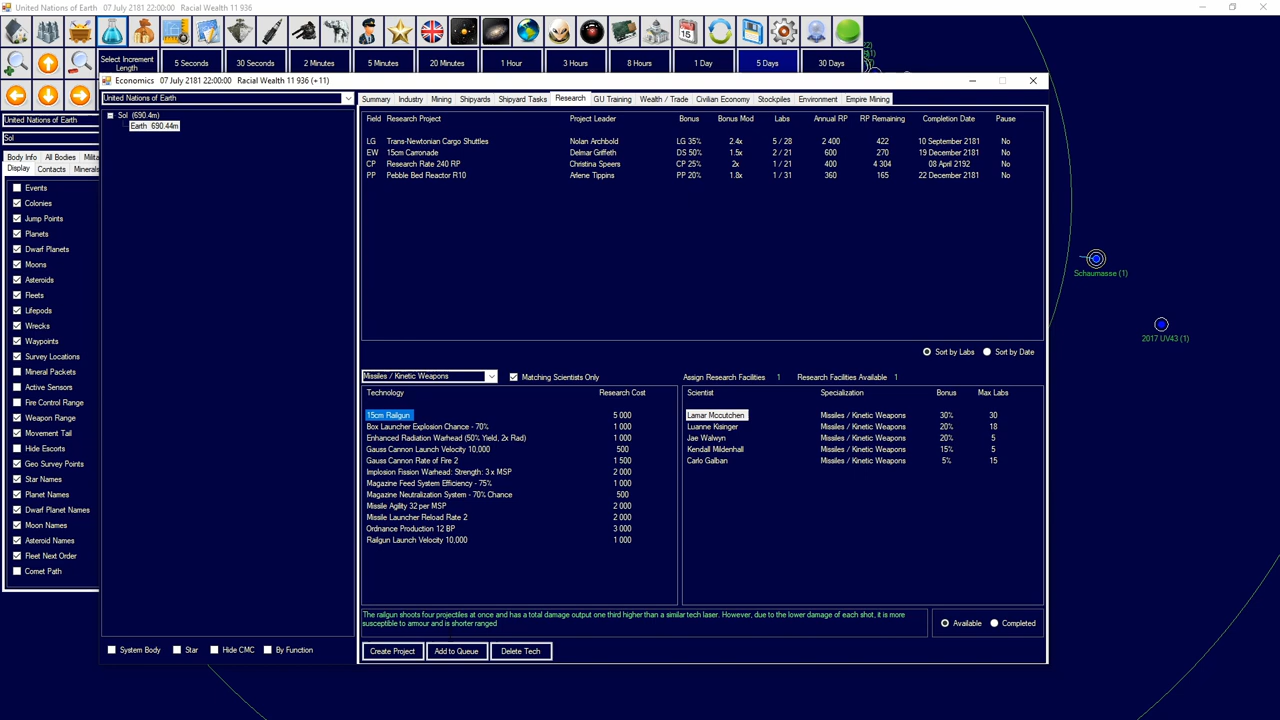 United Nations of Earth   07 July 2181 22:00:00   Racial Wealth 11 936
Select Increment Length
5 Seconds
30 Seconds
2 Minutes
5 Minutes
20 Minutes
1 Hour
3 Hours
8 Hours
1 Day
5 Days
30 Days
Economics   07 July 2181 22:00:00   Racial Wealth 11 936 (+11)
United Nations of Earth
Sol
Body Info   All Bodies   Milita
Display   Contacts   Minerals
Events
Colonies
Jump Points
Planets
Dwarf Planets
Moons
Asteroids
Fleets
Lifepods
Wrecks
Waypoints
Survey Locations
Mineral Packets
Active Sensors
Fire Control Range
Weapon Range
Movement Tail
Hide Escorts
Geo Survey Points
Star Names
Planet Names
Dwarf Planet Names
Moon Names
Asteroid Names
Fleet Next Order
Comet Path
United Nations of Earth
Sol (690.4m)
Earth 690.44m
System Body   Star   Hide CMC   By Function
Summary   Industry   Mining   Shipyards   Shipyard Tasks   Research   GU Training   Wealth / Trade   Civilian Economy   Stockpiles   Environment   Empire Mining
Field   Research Project   Project Leader   Bonus   Bonus Mod   Labs   Annual RP   RP Remaining   Completion Date   Pause
LG   Trans-Newtonian Cargo Shuttles   Nolan Archbold   LG 35%   2.4x   5 / 28   2 400   422   10 September 2181   No
EW   15cm Carronade   Delmar Griffeth   DS 50%   1.5x   2 / 21   600   270   19 December 2181   No
CP   Research Rate 240 RP   Christina Speers   CP 25%   2x   1 / 21   400   4 304   08 April 2192   No
PP   Pebble Bed Reactor R10   Arlene Tippins   PP 20%   1.8x   1 / 31   360   165   22 December 2181   No
Sort by Labs   Sort by Date
Missiles / Kinetic Weapons   Matching Scientists Only   Assign Research Facilities   1   Research Facilities Available   1
Technology   Research Cost
15cm Railgun   5 000
Box Launcher Explosion Chance - 70%   1 000
Enhanced Radiation Warhead (50% Yield, 2x Rad)   1 000
Gauss Cannon Launch Velocity 10,000   500
Gauss Cannon Rate of Fire 2   1 500
Implosion Fission Warhead: Strength: 3 x MSP   2 000
Magazine Feed System Efficiency - 75%   1 000
Magazine Neutralization System - 70% Chance   500
Missile Agility 32 per MSP   2 000
Missile Launcher Reload Rate 2   2 000
Ordnance Production 12 BP   3 000
Railgun Launch Velocity 10,000   1 000
Scientist   Specialization   Bonus   Max Labs
Lamar Mccutchen   Missiles / Kinetic Weapons   30%   30
Luanne Kisinger   Missiles / Kinetic Weapons   20%   18
Jae Walwyn   Missiles / Kinetic Weapons   20%   5
Kendall Mildenhall   Missiles / Kinetic Weapons   15%   5
Carlo Galban   Missiles / Kinetic Weapons   5%   15
The railgun shoots four projectiles at once and has a total damage output one third higher than a similar tech laser. However, due to the lower damage of each shot, it is more
susceptible to armour and is shorter ranged
Available   Completed
Create Project   Add to Queue   Delete Tech
Schaumasse (1)
2017 UV43 (1)